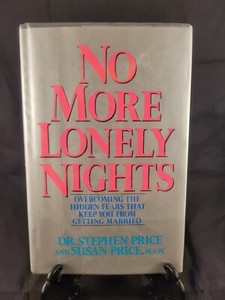 NO
MORE
LONELY
NIGHTS
OVERCOMING THE
HIDDEN FEARS THAT
KEEP YOU FROM
GETTING MARRIED
DR. STEPHEN PRICE
AND SUSAN PRICE, M.S.W.